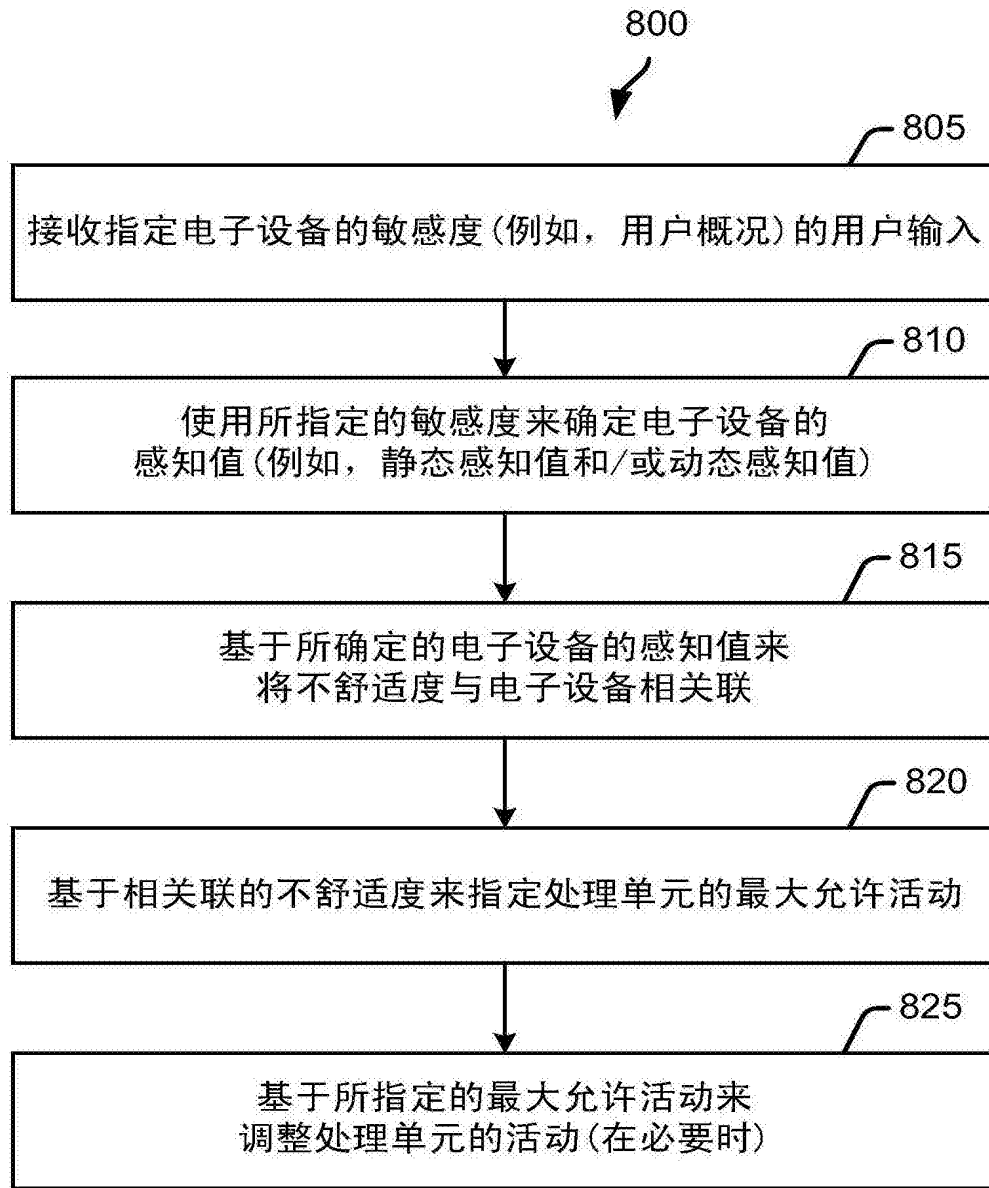 800
805
接收指定电子设备的敏感度(例如，用户概况)的用户输入
810
使用所指定的敏感度来确定电子设备的
感知值(例如，静态感知值和/或动态感知值)
815
基于所确定的电子设备的感知值来
将不舒适度与电子设备相关联
820
基于相关联的不舒适度来指定处理单元的最大允许活动
825
基于所指定的最大允许活动来
调整处理单元的活动(在必要时)